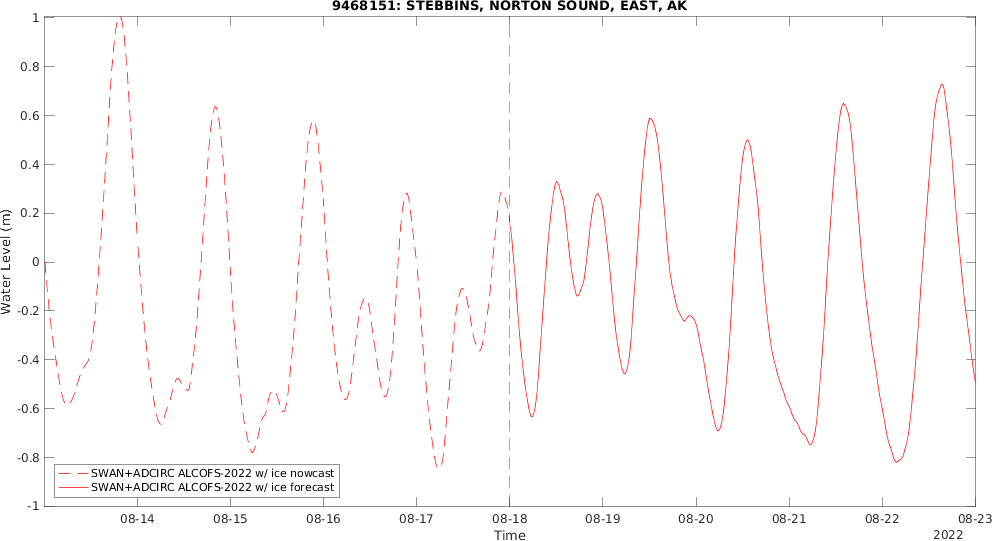 9468151: STEBBINS, NORTON SOUND, EAST, AK
1
0.8
0.6
0.4
0.2
0
-0.2
-0.4
-0.6
-0.8
-1
Water Level (m)
SWAN+ADCIRC ALCOFS-2022 w/ ice nowcast
SWAN+ADCIRC ALCOFS-2022 w/ ice forecast
08-14 08-15 08-16 08-17 08-18 08-19 08-20 08-21 08-22 08-23
Time
2022